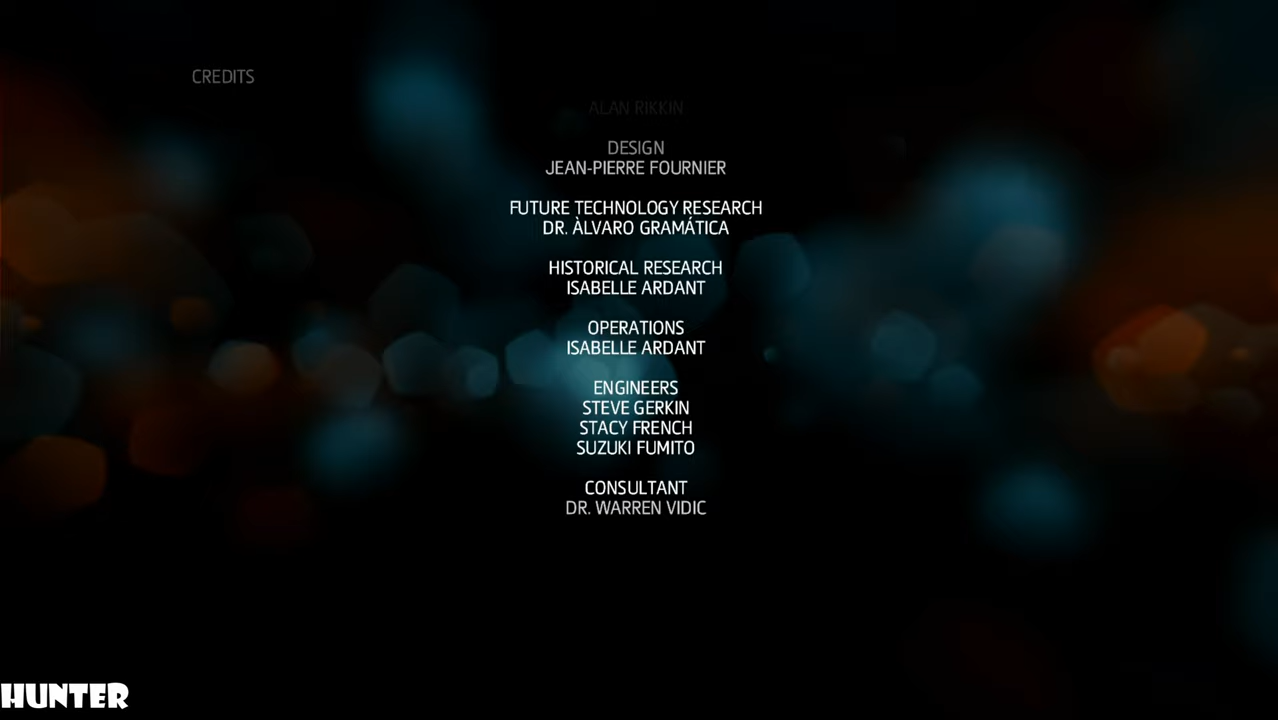 CREDITS
ALAN RIKKIN
DESIGN
JEAN-PIERRE FOURNIER
FUTURE TECHNOLOGY RESEARCH
DR. ÀLVARO GRAMÁTICA
HISTORICAL RESEARCH
ISABELLE ARDANT
OPERATIONS
ISABELLE ARDANT
ENGINEERS
STEVE GERKIN
STACY FRENCH
SUZUKI FUMITO
CONSULTANT
DR. WARREN VIDIC
HUNTER